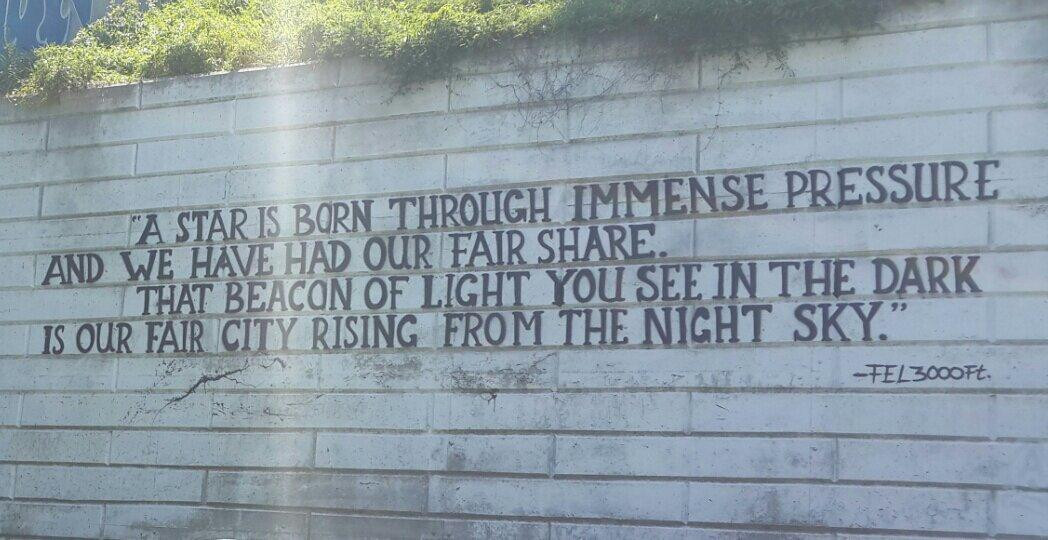 “A STAR IS BORN THROUGH IMMENSE PRESSURE
AND WE HAVE HAD OUR FAIR SHARE.
THAT BEACON OF LIGHT YOU SEE IN THE DARK
IS OUR FAIR CITY RISING FROM THE NIGHT SKY.”
-FEL3000Ft.